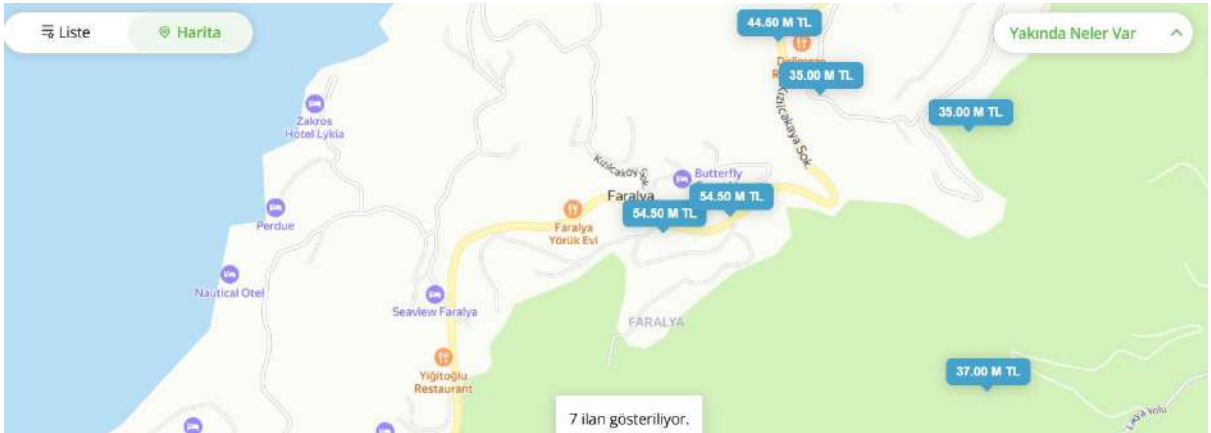 Liste
Harita
44.50 M TL
Yakında Neler Var
35.00 M TL
35.00 M TL
Zakros
Hotel Lykia
Kızılcakaya Sok.
Kızılcaköy Sok.
Butterfly
Faralya
54.50 M TL
54.50 M TL
Perdue
Faralya
Yörük Evi
Nautical Otel
Seaview Faralya
FARALYA
Yiğitoğlu
Restaurant
37.00 M TL
7 ilan gösteriliyor.